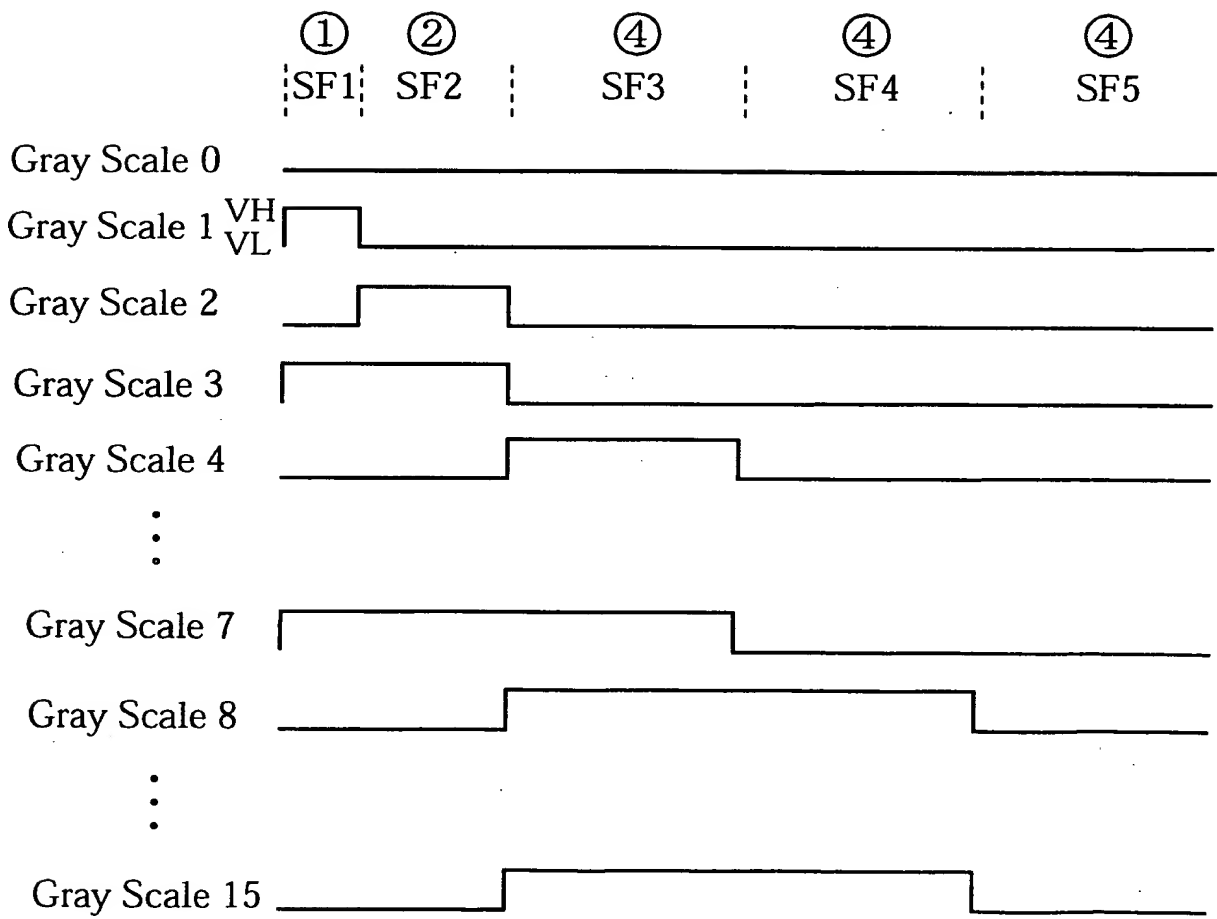 ① ② ④ ④ ④
SF1 SF2 SF3 SF4 SF5
Gray Scale 0
Gray Scale 1 VH
VL
Gray Scale 2
Gray Scale 3
Gray Scale 4
Gray Scale 7
Gray Scale 8
Gray Scale 15